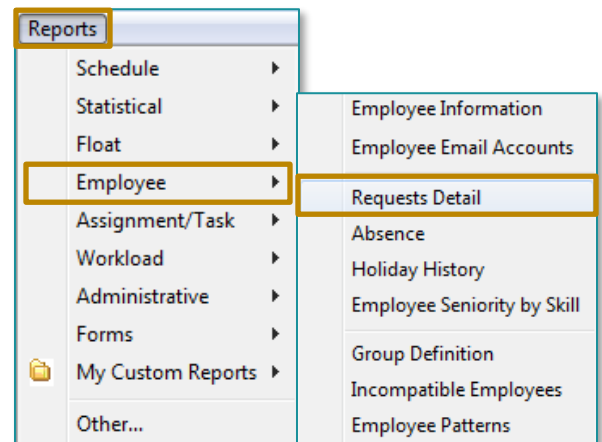 Reports
Schedule
Statistical
Float
Employee
Assignment/Task
Workload
Administrative
Forms
My Custom Reports
Other...
Employee Information
Employee Email Accounts
Requests Detail
Absence
Holiday History
Employee Seniority by Skill
Group Definition
Incompatible Employees
Employee Patterns